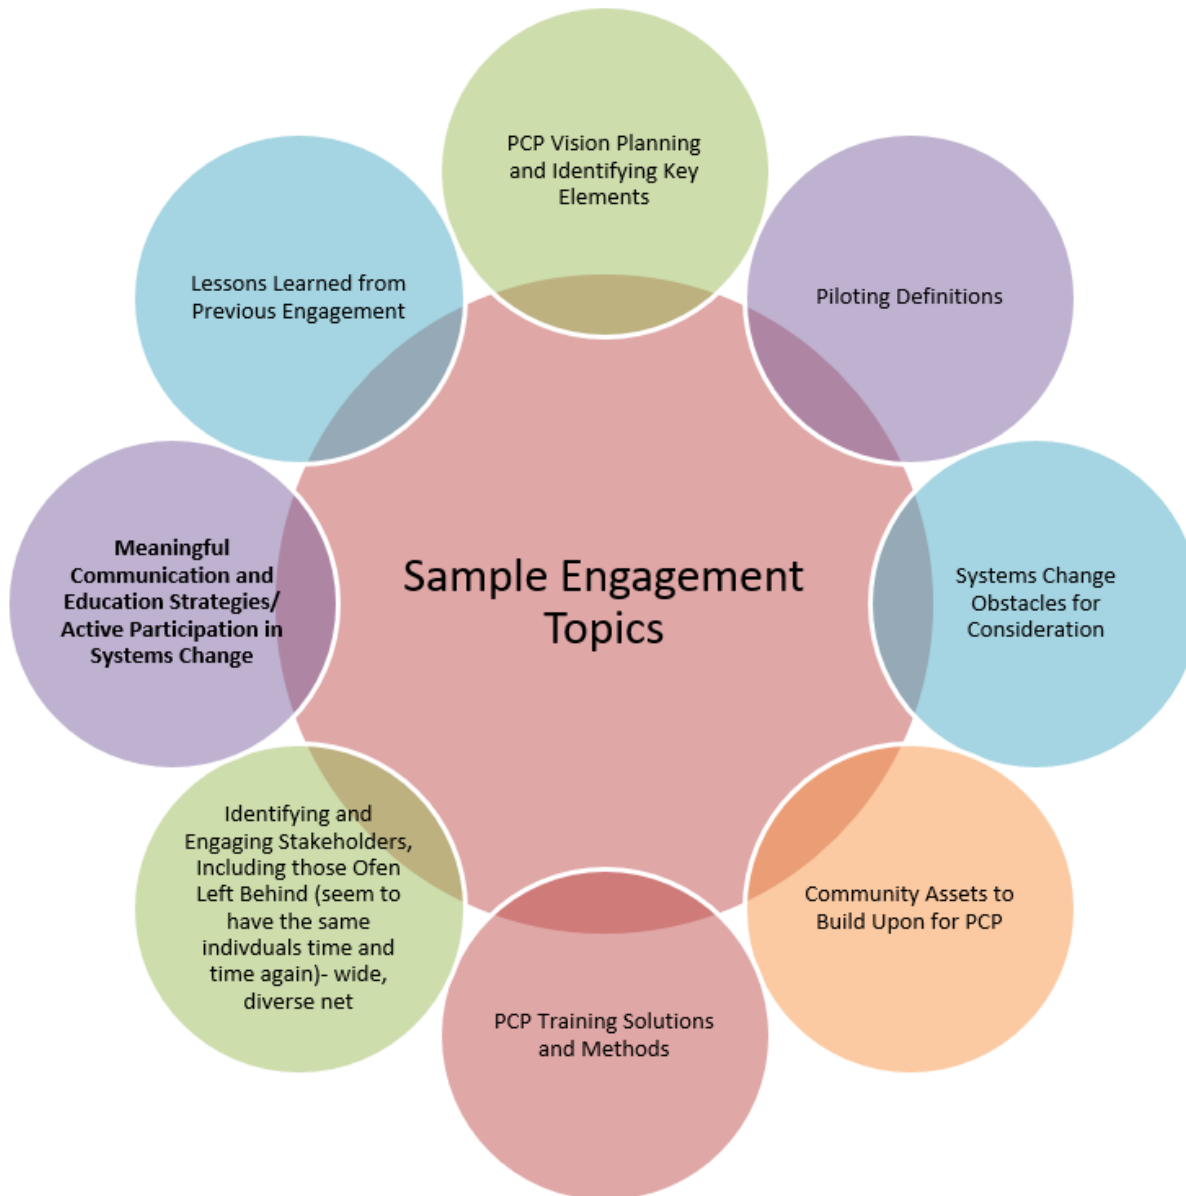 PCP Vision Planning
and Identifying Key
Elements
Piloting Definitions
Systems Change
Obstacles for
Consideration
Community Assets to
Build Upon for PCP
PCP Training Solutions
and Methods
Identifying and
Engaging Stakeholders,
Including those Ofen
Left Behind (seem to
have the same
indivduals time and
time again)- wide,
diverse net
Meaningful
Communication and
Education Strategies/
Active Participation in
Systems Change
Lessons Learned from
Previous Engagement
Sample Engagement
Topics